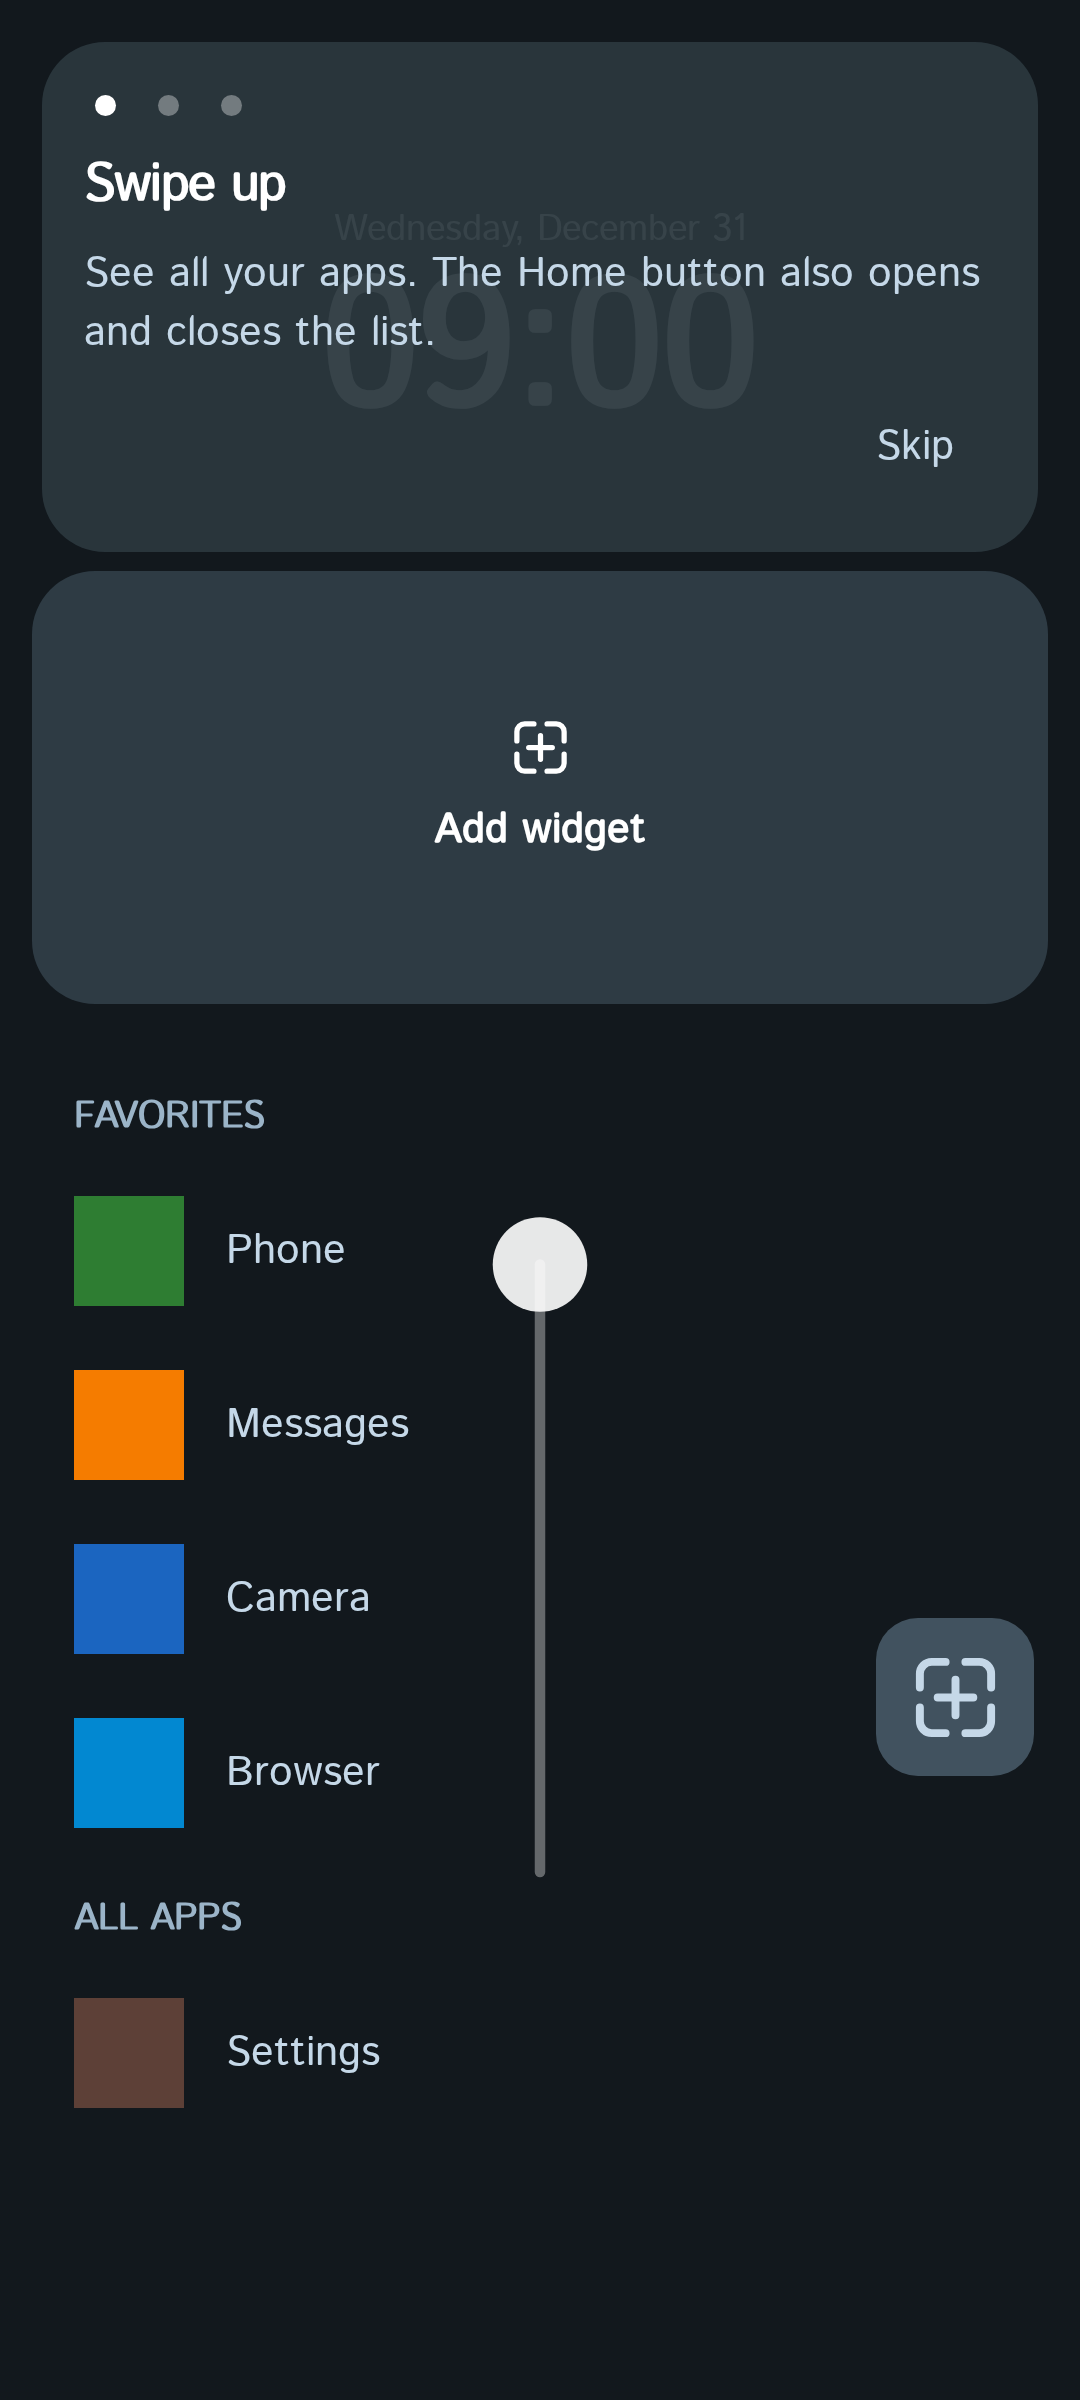 Swipe up
Wednesday, December 31
See all your apps. The Home button also opens
and closes the list.
09:00
Skip
Add widget
FAVORITES
Phone
Messages
Camera
Browser
ALL APPS
Settings